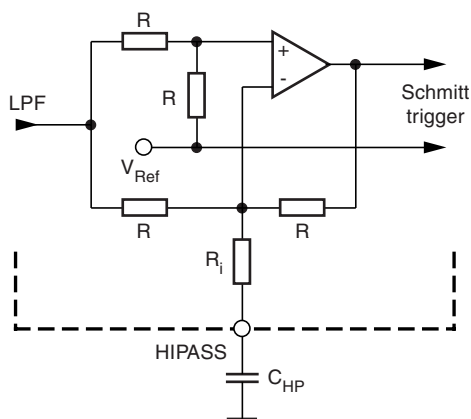 R
+
-
R
LPF
Schmitt
trigger
V_Ref
R
R
R_i
HIPASS
C_HP